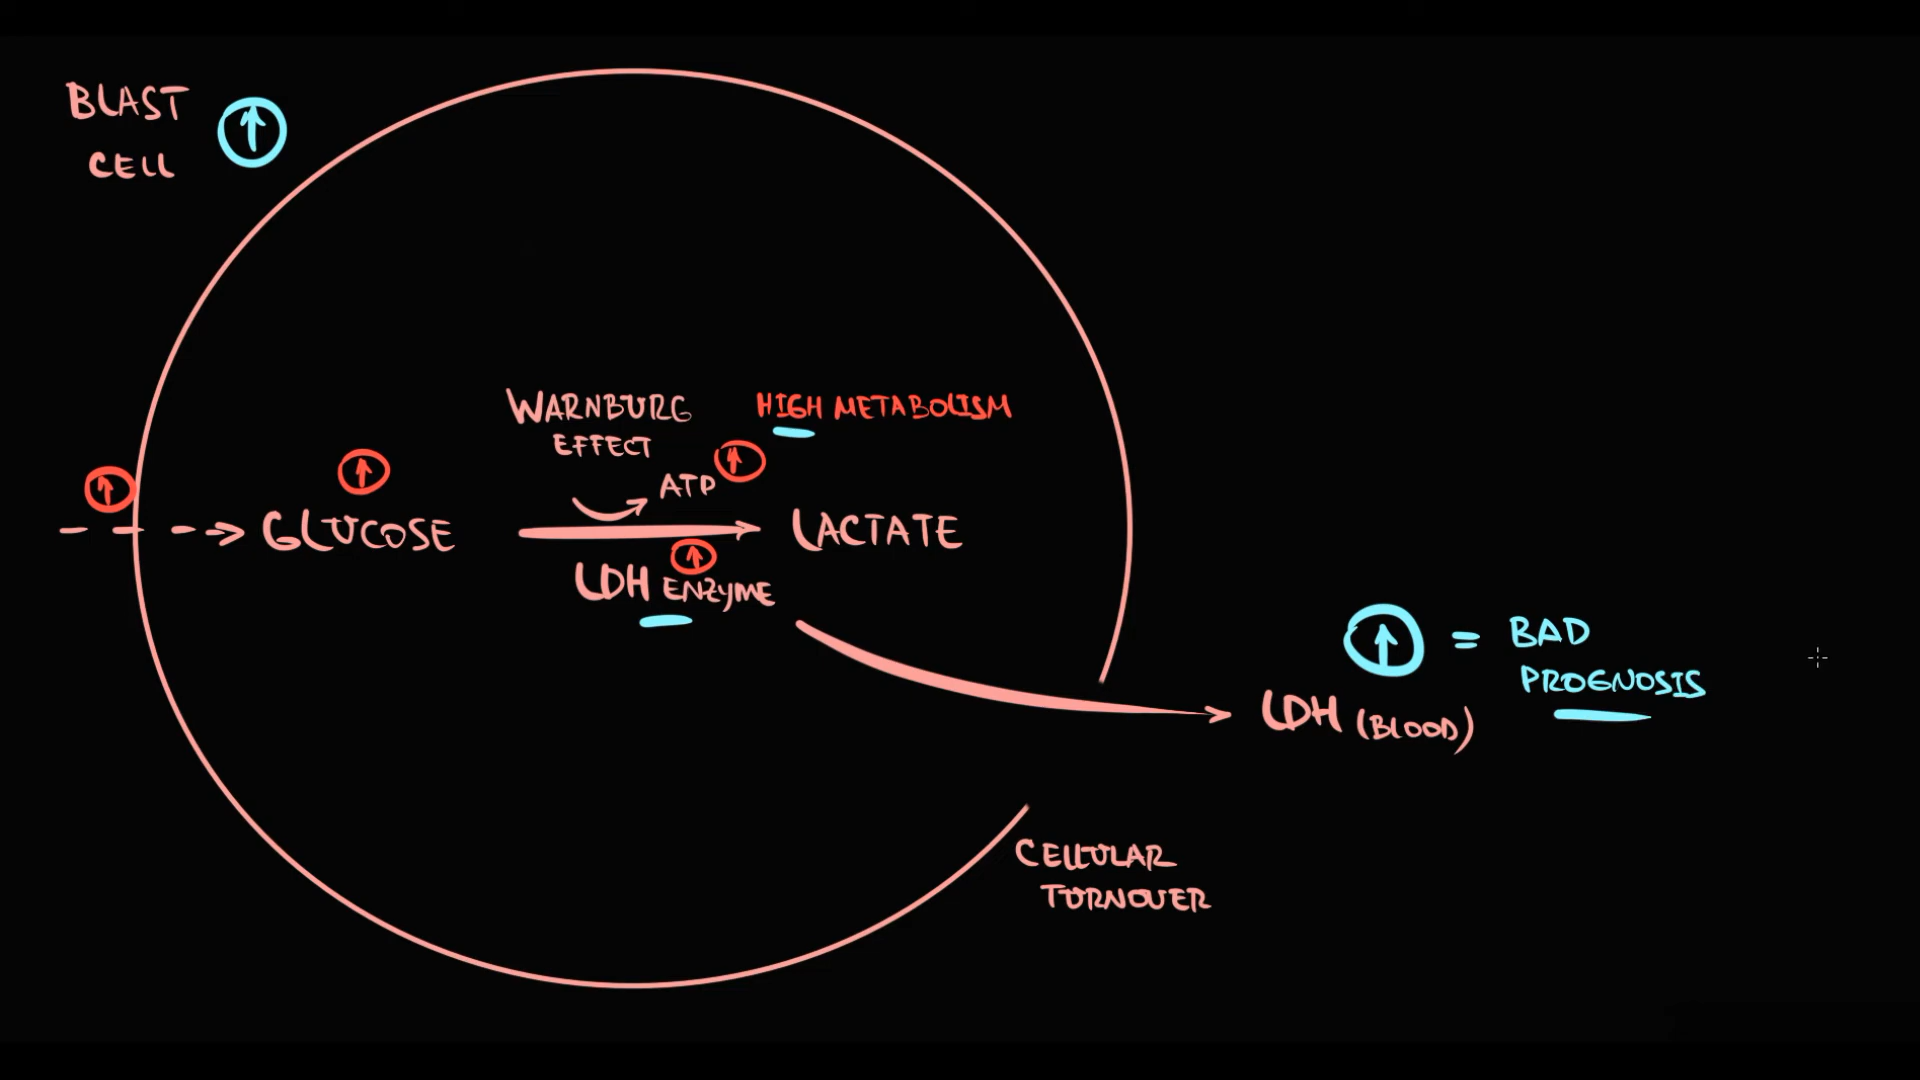 BLAST
CELL
WARNBURG
EFFECT
HIGH METABOLISM
ATP
GLUCOSE
LACTATE
LDH ENZYME
= BAD
PROGNOSIS
LDH (BLOOD)
CELLULAR
TURNOVER